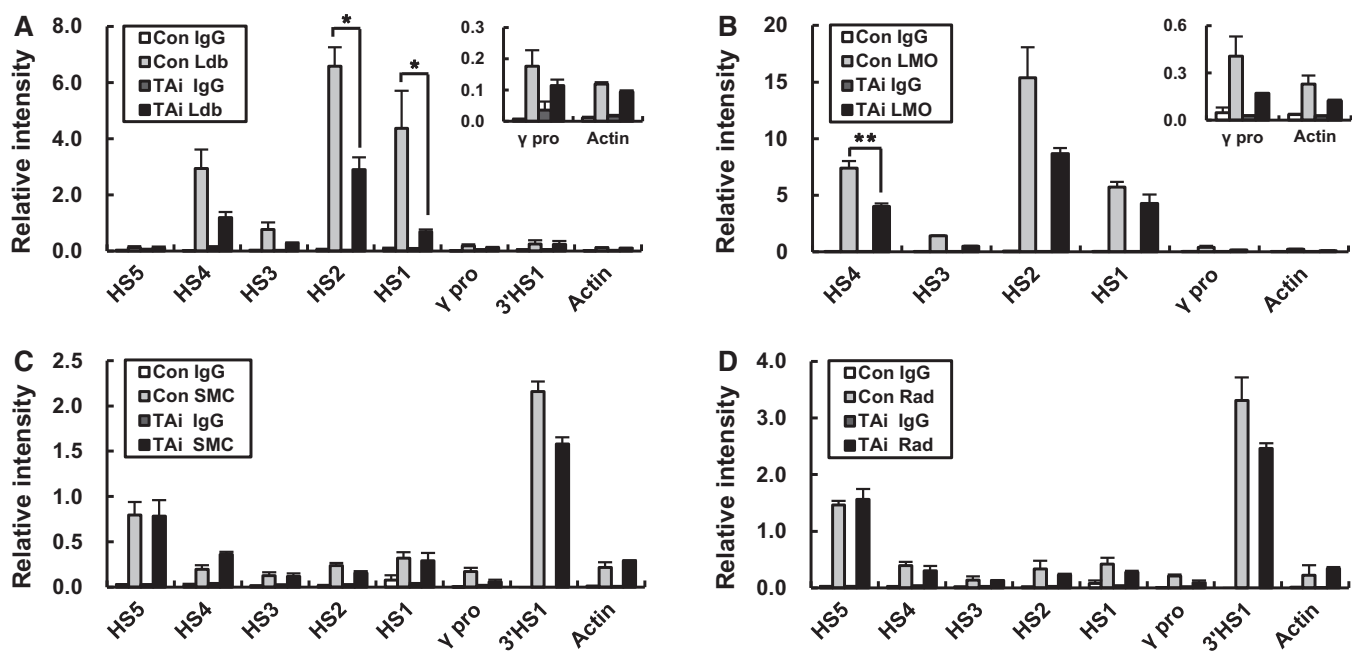 A
Relative intensity
8.0
6.0
4.0
2.0
0.0
Con IgG
Con Ldb
TAi IgG
TAi Ldb
*
*
0.3
0.2
0.1
0.0
γ pro Actin
HS5 HS4 HS3 HS2 HS1 γ pro 3'HS1 Actin
B
Relative intensity
20
15
10
5
0
Con IgG
Con LMO
TAi IgG
TAi LMO
**
0.6
0.3
0.0
γ pro Actin
HS4 HS3 HS2 HS1 γ pro Actin
C
Relative intensity
2.5
2.0
1.5
1.0
0.5
0.0
Con IgG
Con SMC
TAi IgG
TAi SMC
HS5 HS4 HS3 HS2 HS1 γ pro 3'HS1 Actin
D
Relative intensity
4.0
3.0
2.0
1.0
0.0
Con IgG
Con Rad
TAi IgG
TAi Rad
HS5 HS4 HS3 HS2 HS1 γ pro 3'HS1 Actin